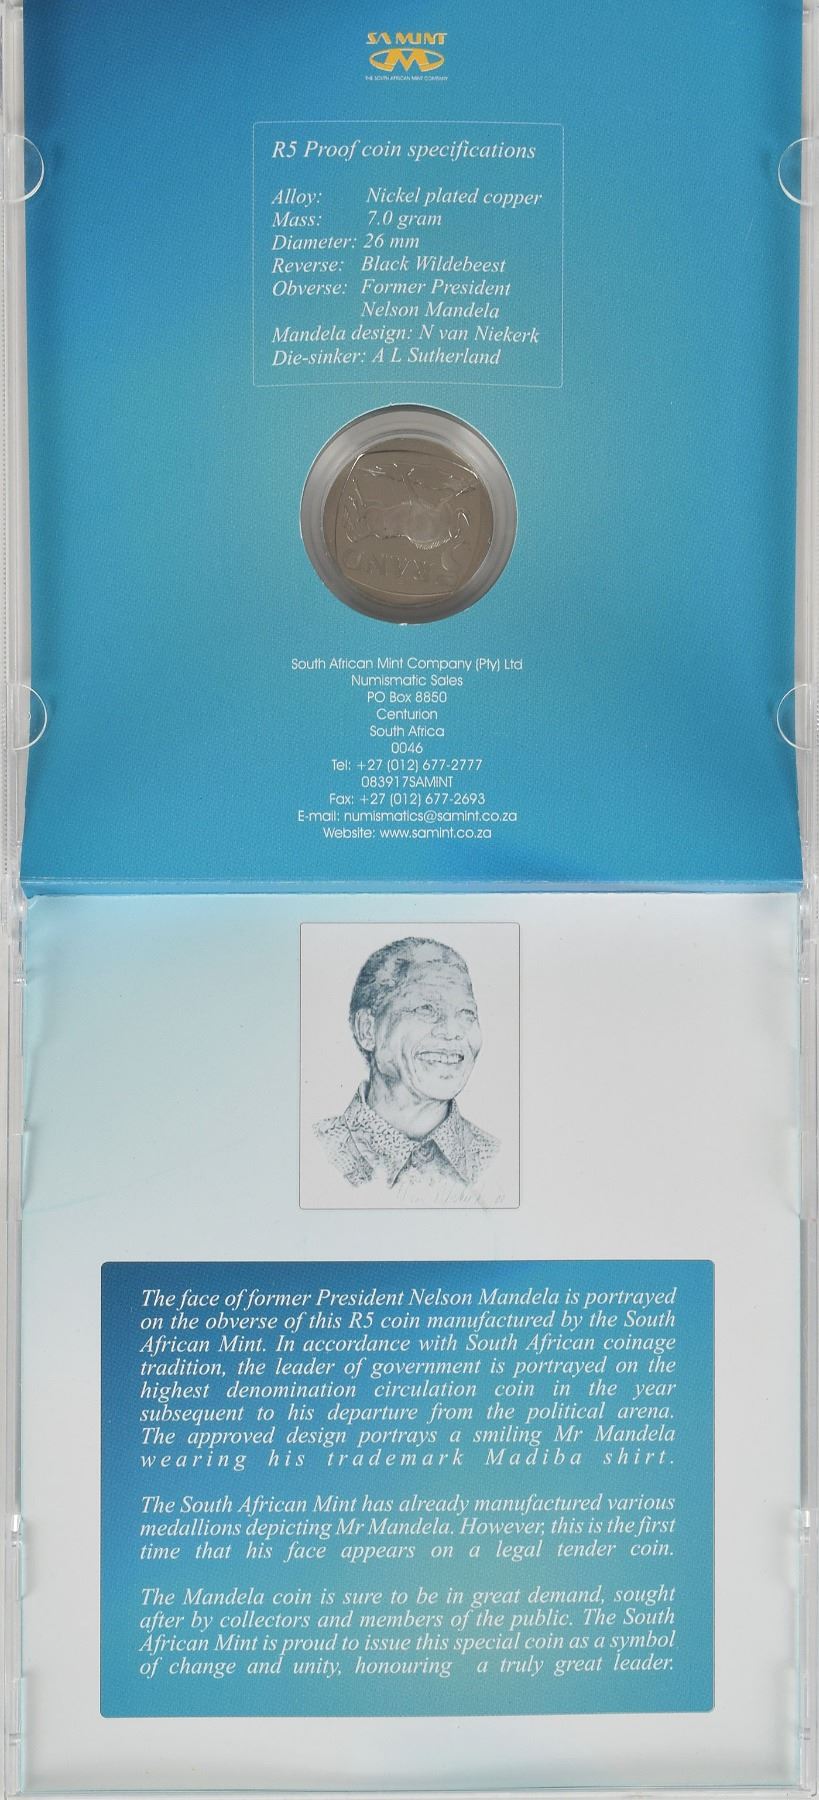 SA MINT
THE SOUTH AFRICAN MINT COMPANY
R5 Proof coin specifications
Alloy: Nickel plated copper
Mass: 7.0 gram
Diameter: 26 mm
Reverse: Black Wildebeest
Obverse: Former President
Nelson Mandela
Mandela design: N van Niekerk
Die-sinker: A L Sutherland
5 RAND
South African Mint Company (Pty) Ltd
Numismatic Sales
PO Box 8850
Centurion
South Africa
0046
Tel: +27 (012) 677-2777
083917SAMINT
Fax: +27 (012) 677-2693
E-mail: numismatics@samint.co.za
Website: www.samint.co.za
The face of former President Nelson Mandela is portrayed
on the obverse of this R5 coin manufactured by the South
African Mint. In accordance with South African coinage
tradition, the leader of government is portrayed on the
highest denomination circulation coin in the year
subsequent to his departure from the political arena.
The approved design portrays a smiling Mr Mandela
wearing his trademark Madiba shirt.
The South African Mint has already manufactured various
medallions depicting Mr Mandela. However, this is the first
time that his face appears on a legal tender coin.
The Mandela coin is sure to be in great demand, sought
after by collectors and members of the public. The South
African Mint is proud to issue this special coin as a symbol
of change and unity, honouring a truly great leader.